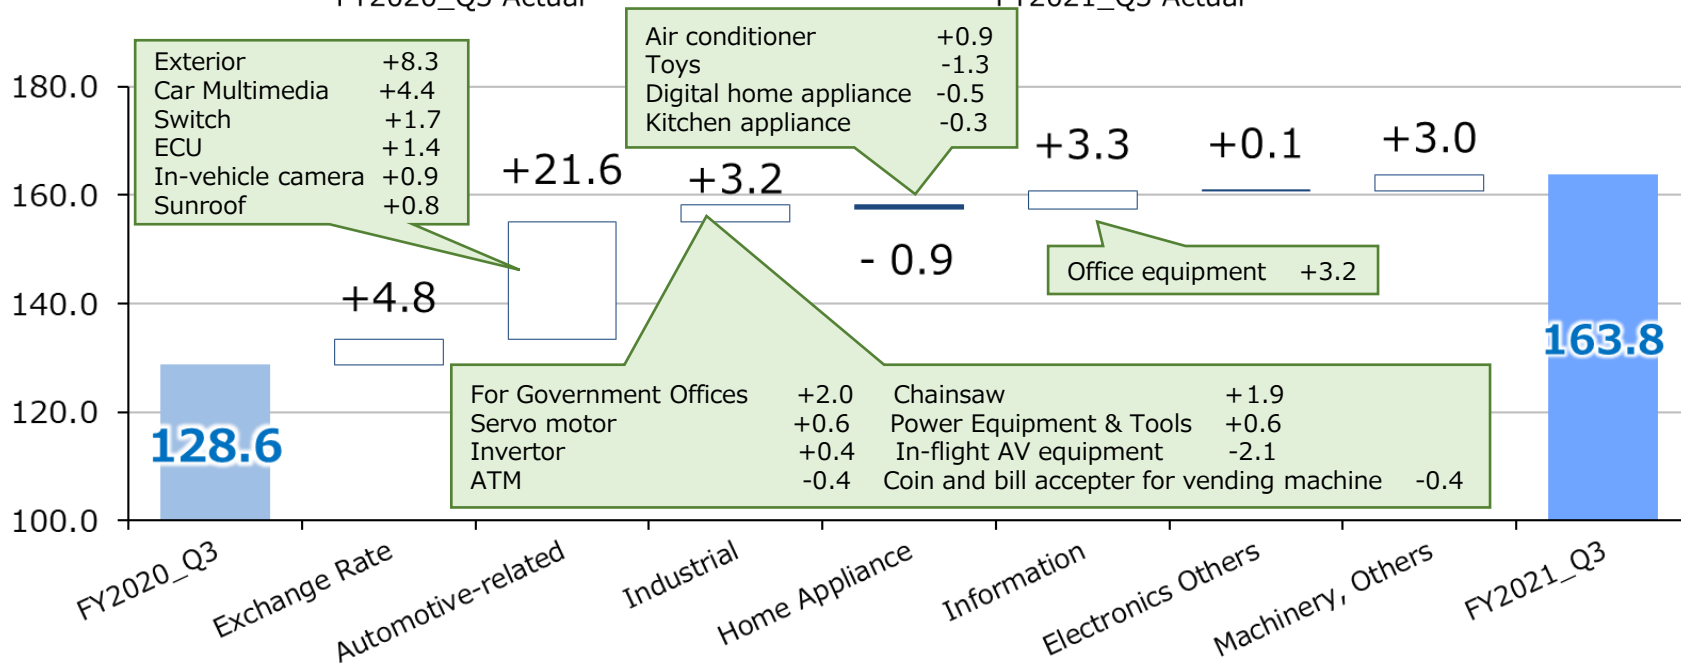 FY2020_Q3 Actual FY2021_Q3 Actual
Exterior +8.3
Car Multimedia +4.4
Switch +1.7
ECU +1.4
In-vehicle camera +0.9
Sunroof +0.8
Air conditioner +0.9
Toys -1.3
Digital home appliance -0.5
Kitchen appliance -0.3
180.0
160.0
140.0
120.0
100.0
+4.8
+21.6
+3.2
- 0.9
+3.3
+0.1
+3.0
Office equipment +3.2
128.6
163.8
For Government Offices +2.0 Chainsaw +1.9
Servo motor +0.6 Power Equipment & Tools +0.6
Invertor +0.4 In-flight AV equipment -2.1
ATM -0.4 Coin and bill accepter for vending machine -0.4
FY2020_Q3
Exchange Rate
Automotive-related
Industrial
Home Appliance
Information
Electronics Others
Machinery, Others
FY2021_Q3